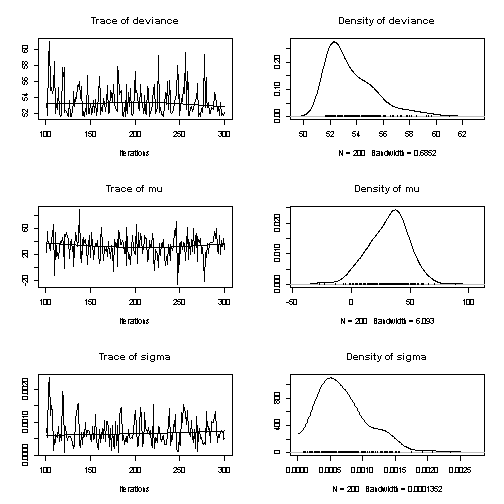 Trace of deviance
Density of deviance
52 54 56 58 60
0.00 0.10 0.20
100 150 200 250 300
50 52 54 56 58 60 62
Iterations
N = 200 Bandwidth = 0.6852
Trace of mu
Density of mu
-20 20 60
0.000 0.010 0.020
100 150 200 250 300
-50 0 50 100
Iterations
N = 200 Bandwidth = 6.093
Trace of sigma
Density of sigma
0.0000 0.0010 0.0020
0 400 800
100 150 200 250 300
0.0000 0.0005 0.0010 0.0015 0.0020 0.0025
Iterations
N = 200 Bandwidth = 0.0001352